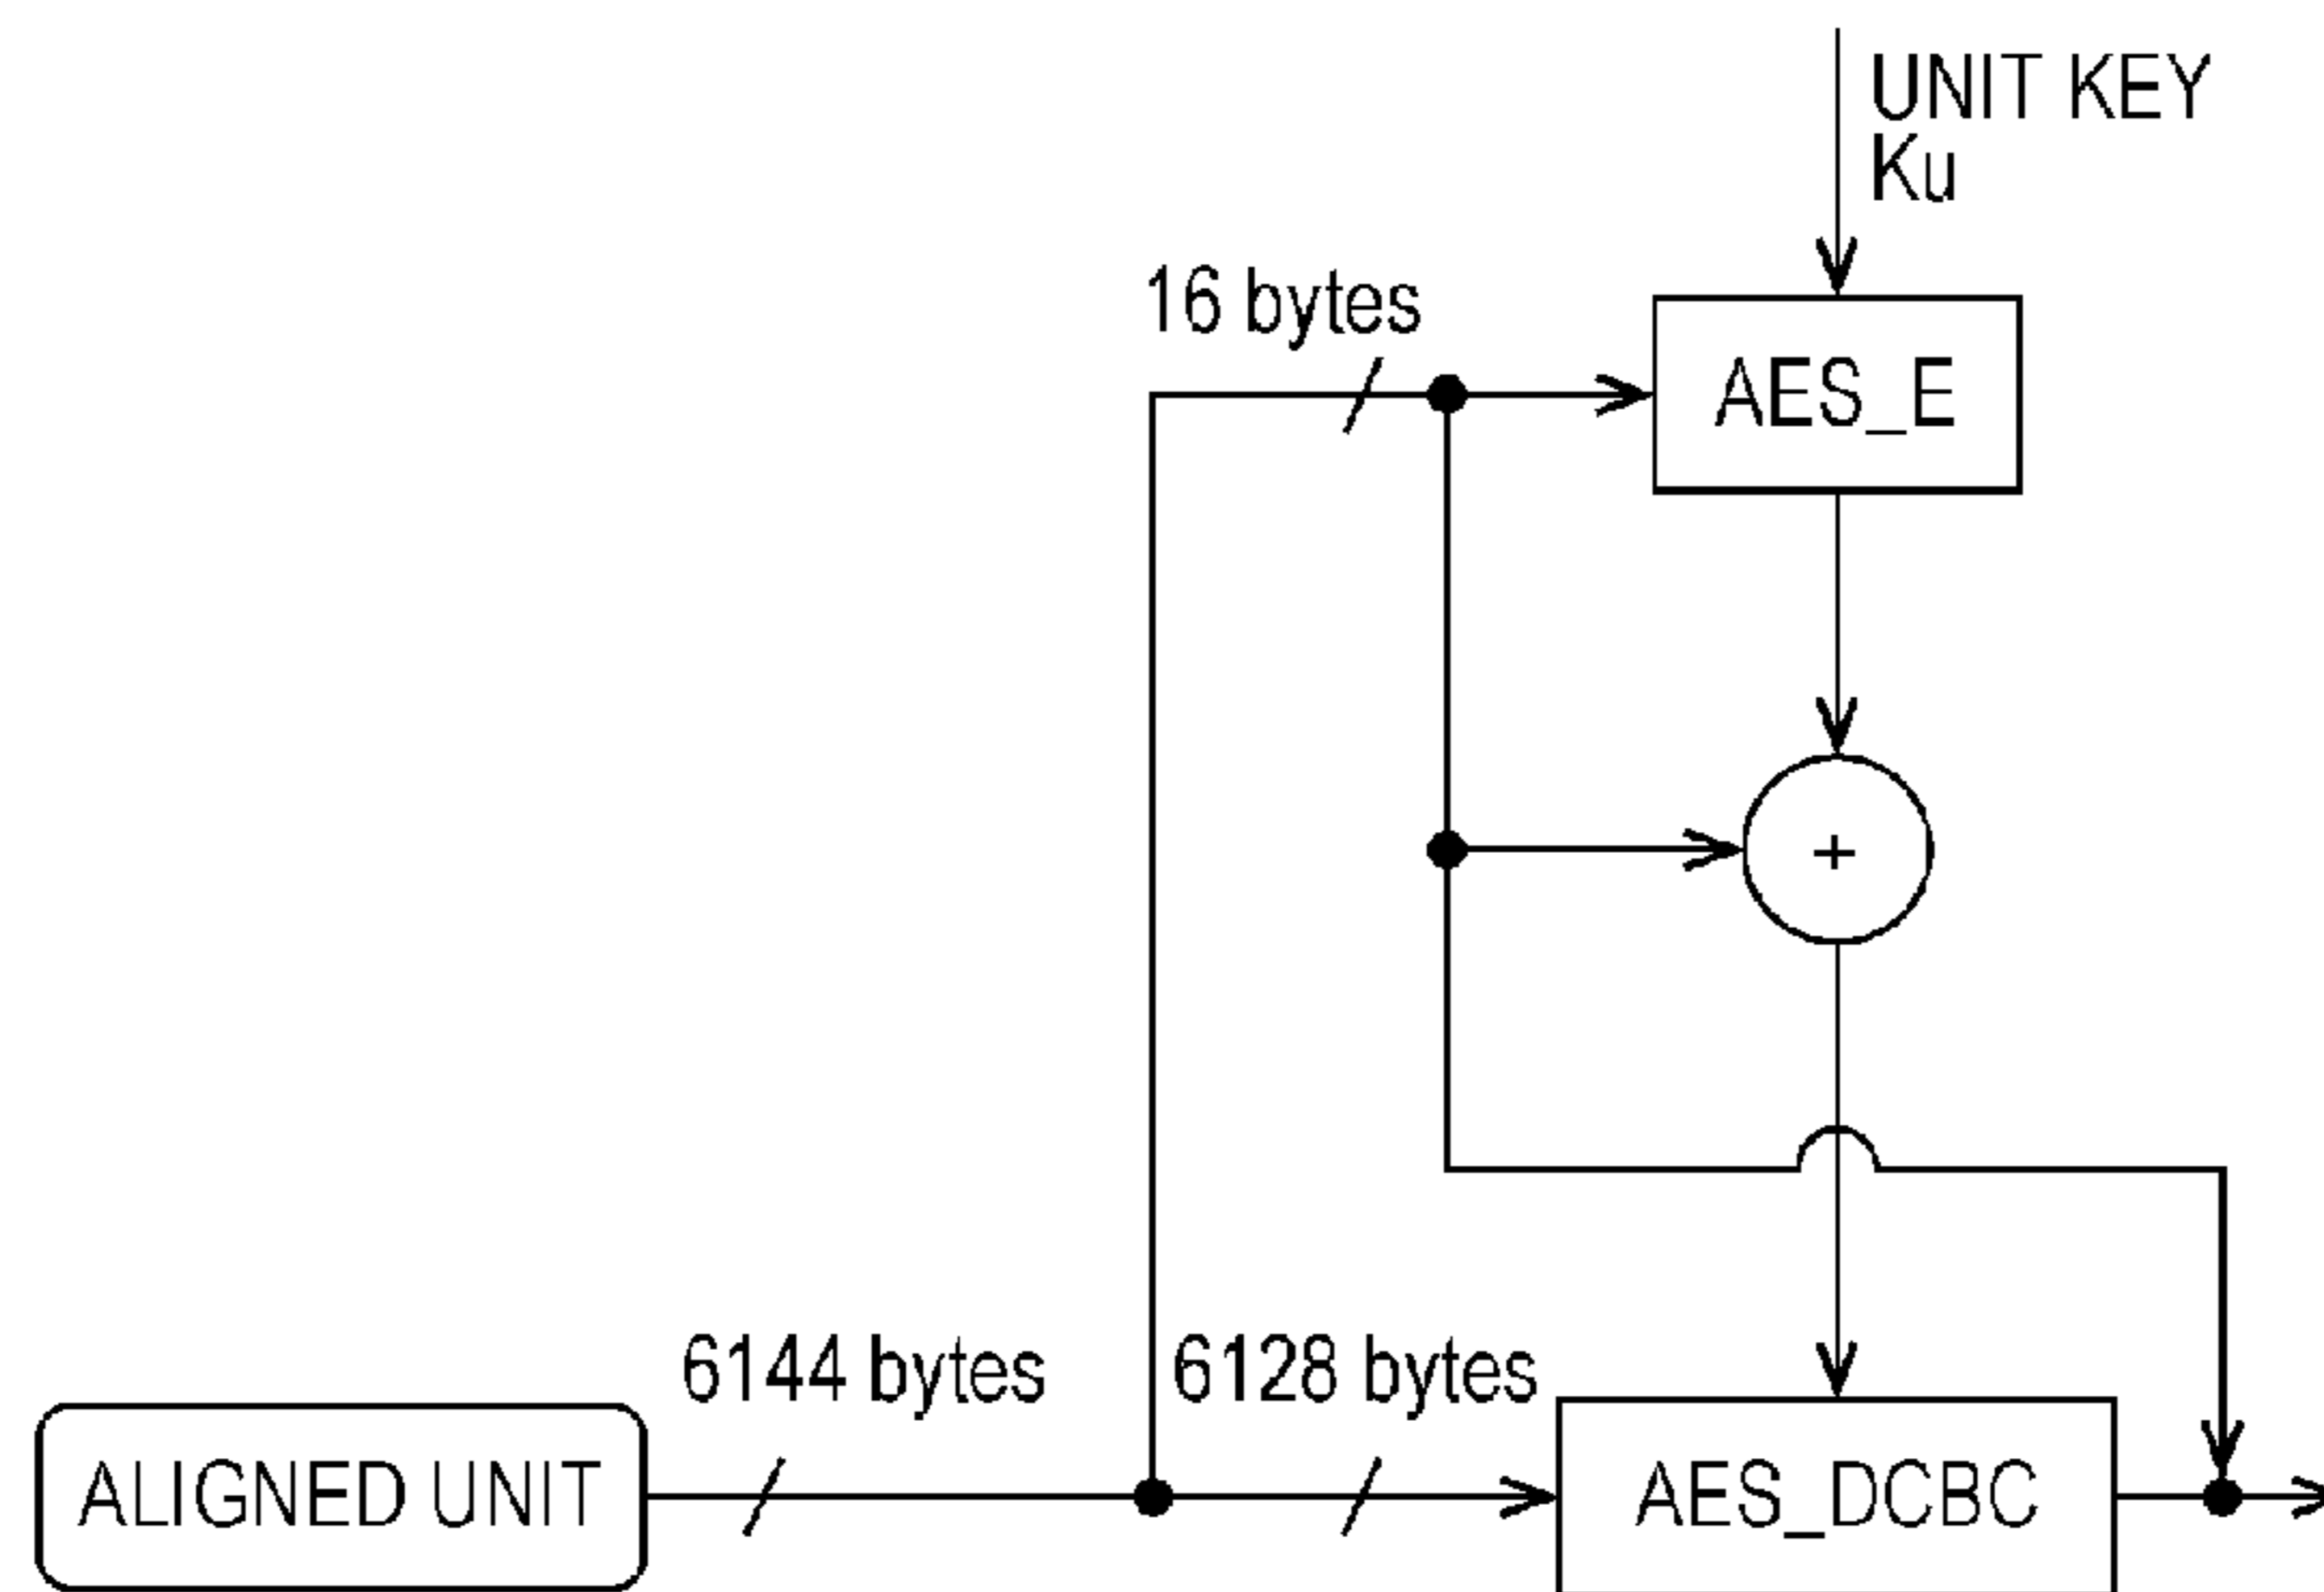 UNIT KEY
Ku
16 bytes
AES_E
+
6144 bytes
6128 bytes
ALIGNED UNIT
AES_DCBC